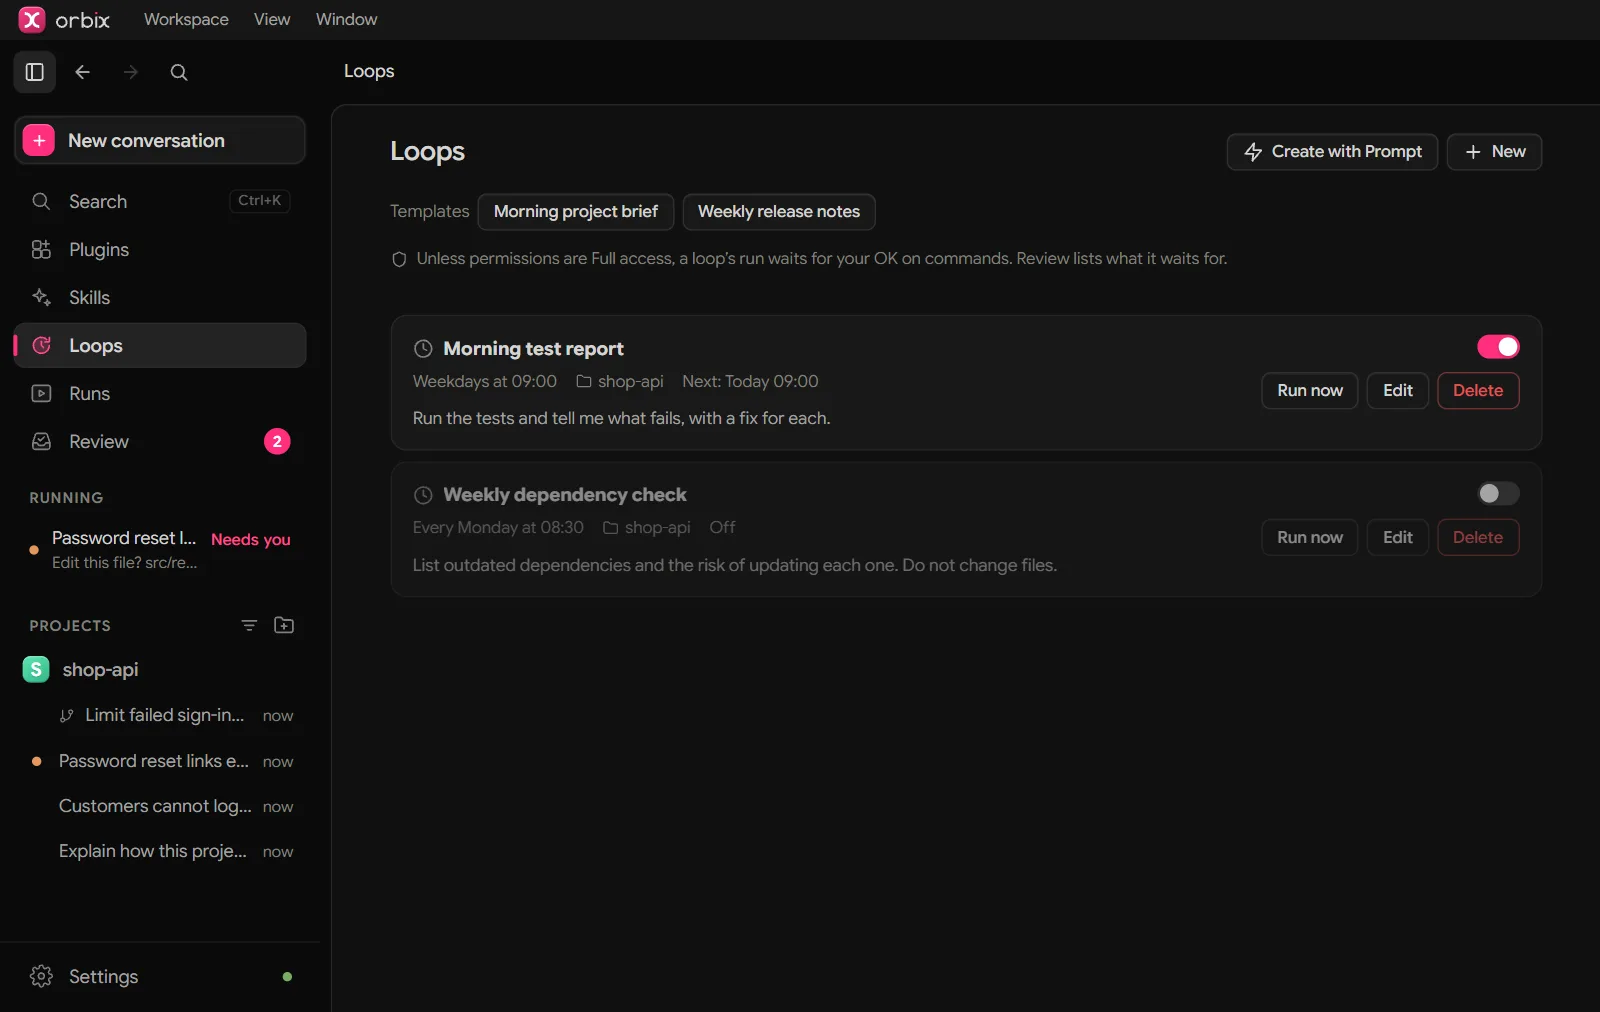 orbix Workspace View Window
Loops
New conversation
Search Ctrl+K
Plugins
Skills
Loops
Runs
Review 2
RUNNING
Password reset l... Needs you
Edit this file? src/re...
PROJECTS
S shop-api
Limit failed sign-in... now
Password reset links e... now
Customers cannot log... now
Explain how this proje... now
Settings
Loops
Create with Prompt
New
Templates Morning project brief Weekly release notes
Unless permissions are Full access, a loop’s run waits for your OK on commands. Review lists what it waits for.
Morning test report
Weekdays at 09:00 shop-api Next: Today 09:00
Run now Edit Delete
Run the tests and tell me what fails, with a fix for each.
Weekly dependency check
Every Monday at 08:30 shop-api Off
Run now Edit Delete
List outdated dependencies and the risk of updating each one. Do not change files.